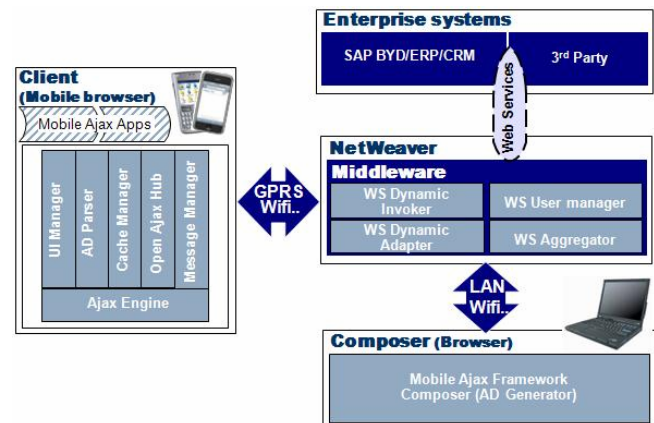 Enterprise systems
SAP BYD/ERP/CRM
3rd Party
Web Services
Client
(Mobile browser)
Mobile Ajax Apps
UI Manager
AD Parser
Cache Manager
Open Ajax Hub
Message Manager
Ajax Engine
GPRS
Wifi..
NetWeaver
Middleware
WS Dynamic
Invoker
WS User manager
WS Dynamic
Adapter
WS Aggregator
LAN
Wifi..
Composer (Browser)
Mobile Ajax Framework
Composer (AD Generator)